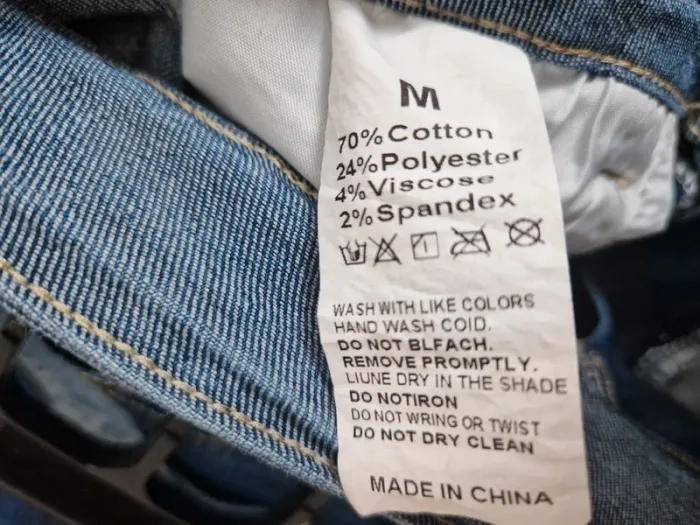 M
70%Cotton
24%Polyester
4%Viscose
2%Spandex
WASH WITH LIKE COLORS
HAND WASH COID.
DO NOT BLFACH.
REMOVE PROMPTLY.
LIUNE DRY IN THE SHADE
DO NOTIRON
DO NOT WRING OR TWIST
DO NOT DRY CLEAN
MADE IN CHINA